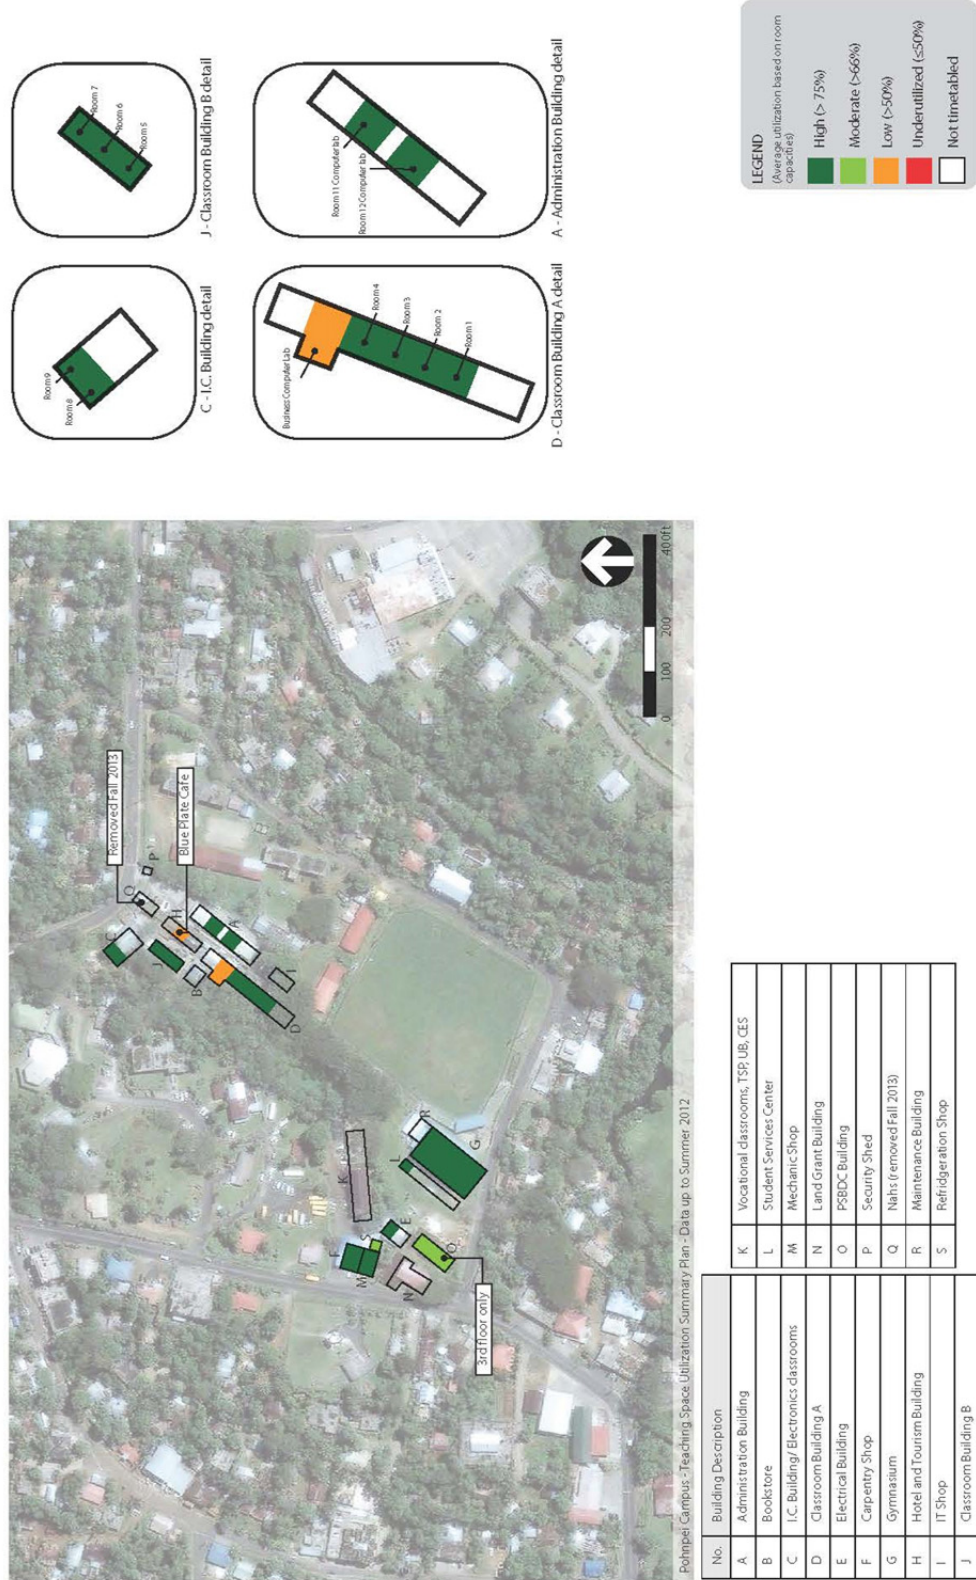 Removed Fall 2013
Blue Plate Cafe
3rd floor only
A
B
C
D
E
F
G
H
I
J
K
L
M
N
O
P
Q
R
S
0 100 200 400ft
Pohnpei Campus - Teaching Space Utilization Summary Plan - Data up to Summer 2012
Room 9
Room 8
C - I.C. Building detail
Room 7
Room 6
Room 5
J - Classroom Building B detail
Business Computer Lab
Room 4
Room 3
Room 2
Room 1
D - Classroom Building A detail
Room 11 Computer lab
Room 12 Computer lab
A - Administration Building detail
No. Building Description
A Administration Building
B Bookstore
C I.C. Building/ Electronics classrooms
D Classroom Building A
E Electrical Building
F Carpentry Shop
G Gymnasium
H Hotel and Tourism Building
I IT Shop
J Classroom Building B
K Vocational classrooms, TSP, UB, CES
L Student Services Center
M Mechanic Shop
N Land Grant Building
O PSBDC Building
P Security Shed
Q Nahs (removed Fall 2013)
R Maintenance Building
S Refridgeration Shop
LEGEND
(Average utilization based on room
capacities)
High (> 75%)
Moderate (>66%)
Low (>50%)
Underutilized (≤50%)
Not timetabled